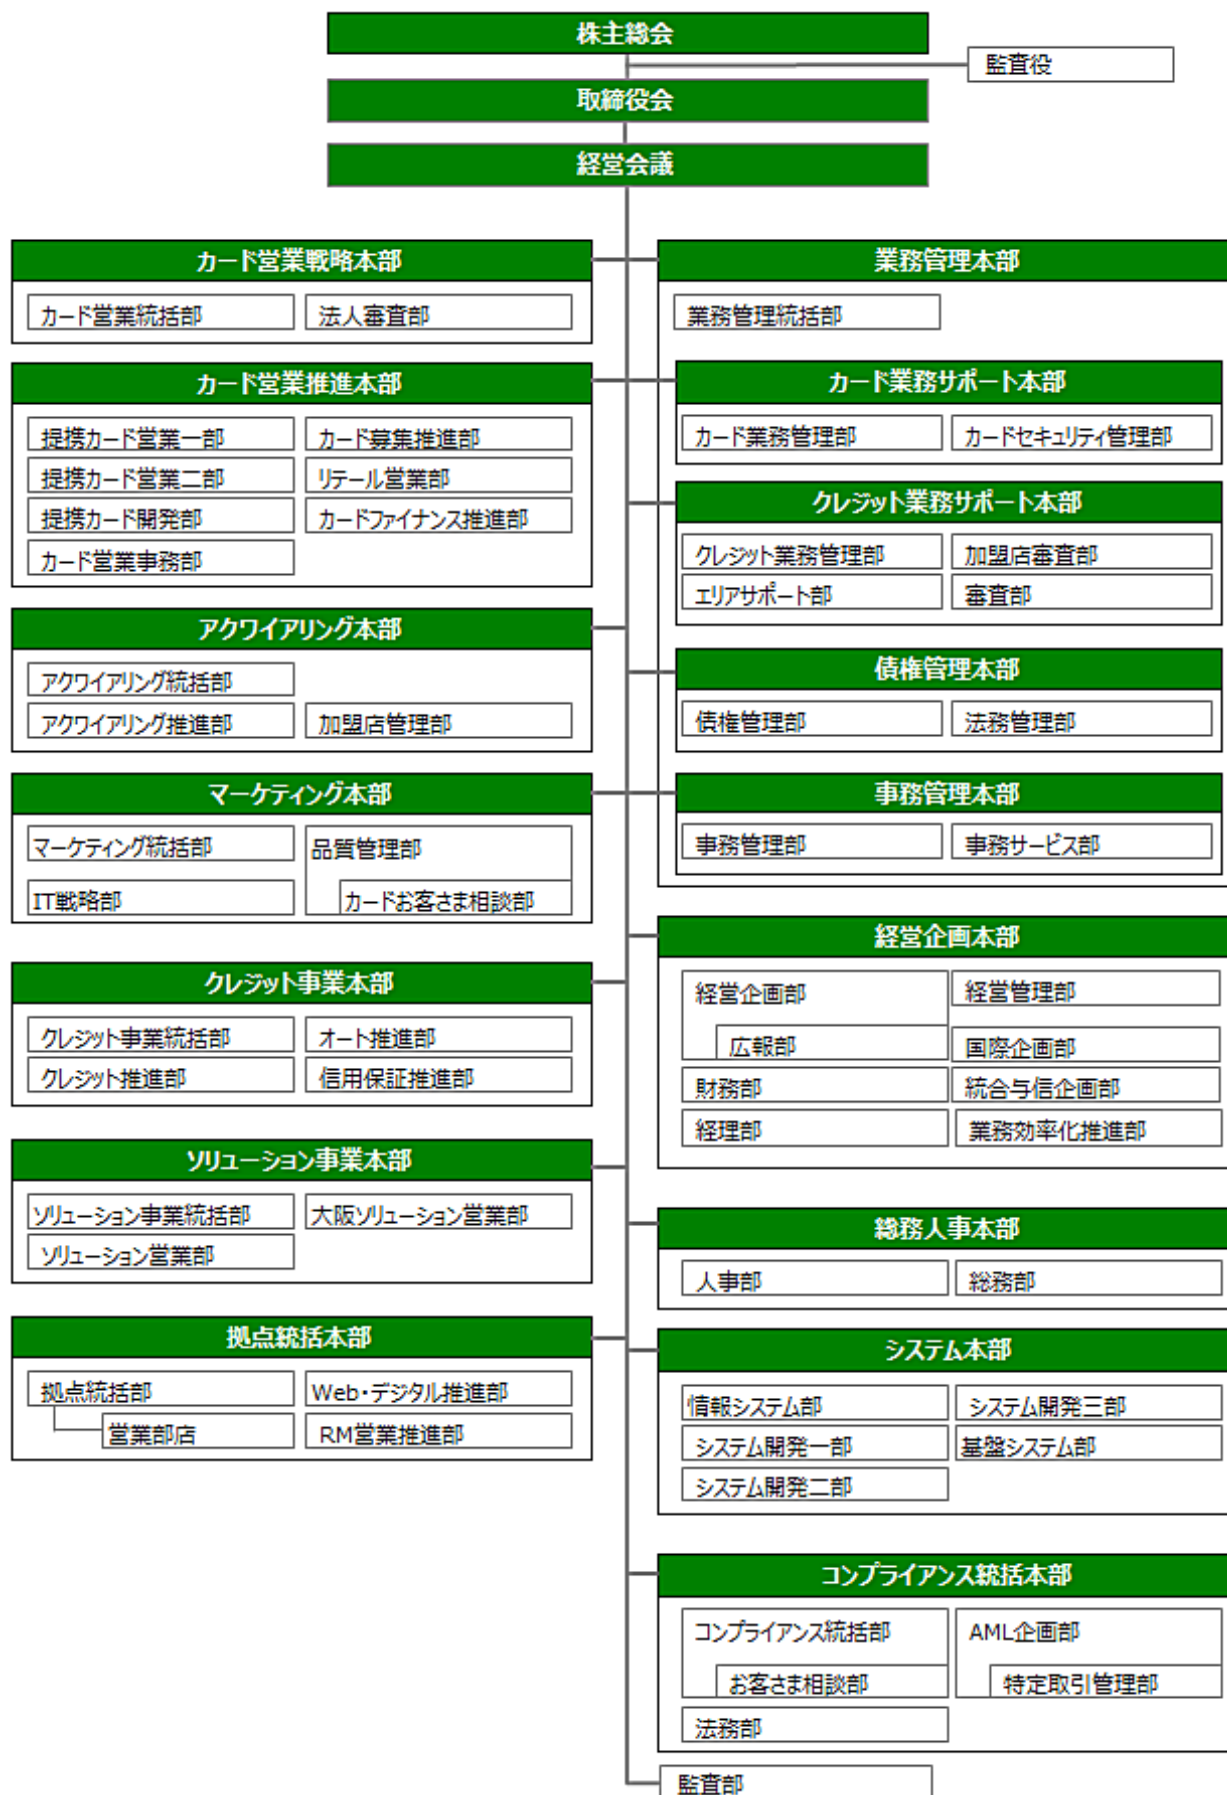 株主総会
監査役
取締役会
経営会議
カード営業戦略本部
カード営業統括部
法人審査部
カード営業推進本部
提携カード営業一部
カード募集推進部
提携カード営業二部
リテール営業部
提携カード開発部
カードファイナンス推進部
カード営業事務部
アクワイアリング本部
アクワイアリング統括部
アクワイアリング推進部
加盟店管理部
マーケティング本部
マーケティング統括部
品質管理部
IT戦略部
カードお客さま相談部
クレジット事業本部
クレジット事業統括部
オート推進部
クレジット推進部
信用保証推進部
ソリューション事業本部
ソリューション事業統括部
大阪ソリューション営業部
ソリューション営業部
拠点統括本部
拠点統括部
Web・デジタル推進部
営業部店
RM営業推進部
業務管理本部
業務管理統括部
カード業務サポート本部
カード業務管理部
カードセキュリティ管理部
クレジット業務サポート本部
クレジット業務管理部
加盟店審査部
エリアサポート部
審査部
債権管理本部
債権管理部
法務管理部
事務管理本部
事務管理部
事務サービス部
経営企画本部
経営企画部
経営管理部
広報部
国際企画部
財務部
統合与信企画部
経理部
業務効率化推進部
総務人事本部
人事部
総務部
システム本部
情報システム部
システム開発三部
システム開発一部
基盤システム部
システム開発二部
コンプライアンス統括本部
コンプライアンス統括部
AML企画部
お客さま相談部
特定取引管理部
法務部
監査部